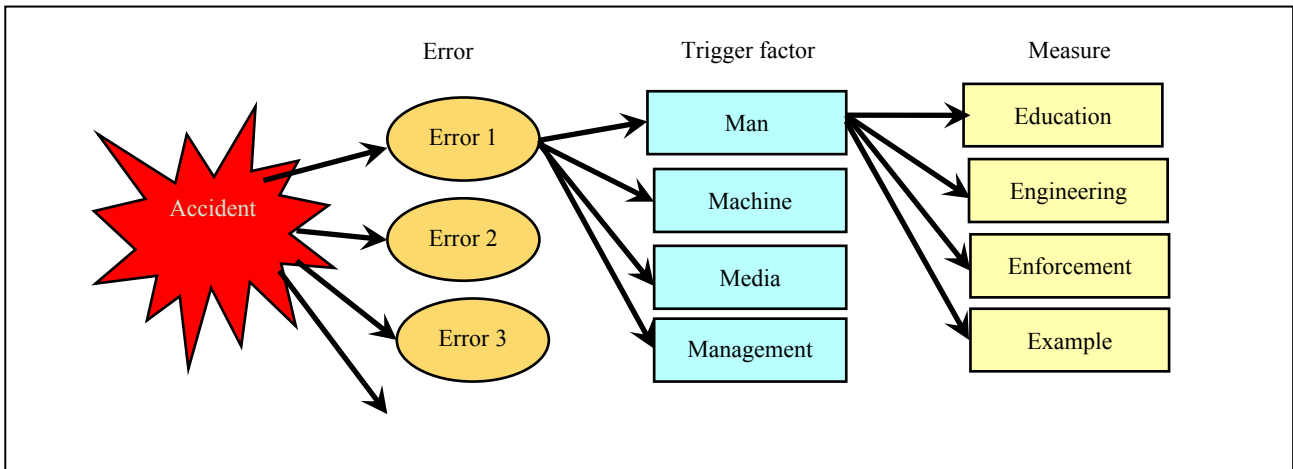 Error
Trigger factor
Measure
Accident
Error 1
Error 2
Error 3
Man
Machine
Media
Management
Education
Engineering
Enforcement
Example